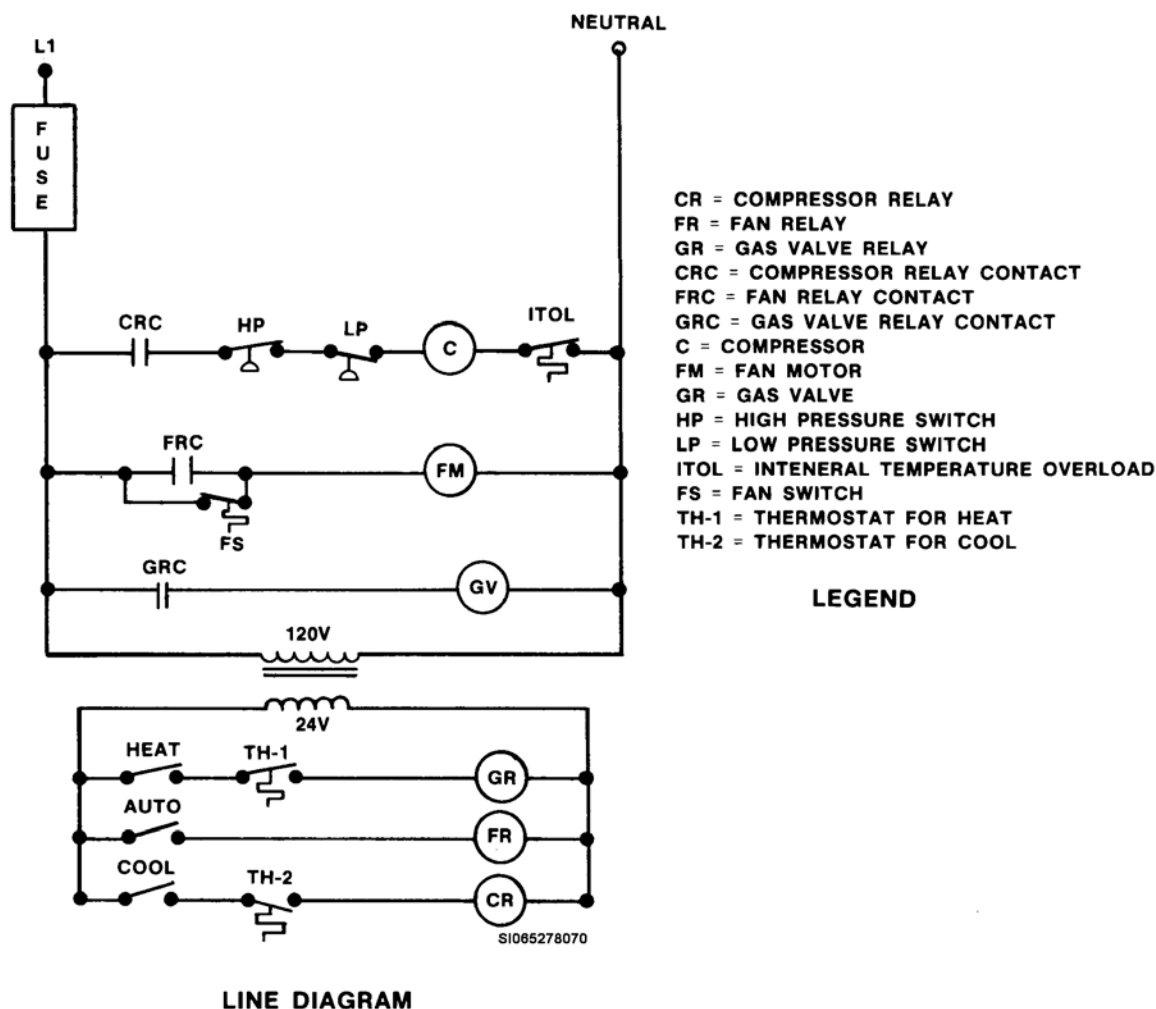 NEUTRAL
L1
FUSE
CRC
HP
LP
C
ITOL
FRC
FM
FS
GRC
GV
120V
24V
HEAT
TH-1
GR
AUTO
FR
COOL
TH-2
CR
SI065278070
LINE DIAGRAM
CR = COMPRESSOR RELAY
FR = FAN RELAY
GR = GAS VALVE RELAY
CRC = COMPRESSOR RELAY CONTACT
FRC = FAN RELAY CONTACT
GRC = GAS VALVE RELAY CONTACT
C = COMPRESSOR
FM = FAN MOTOR
GR = GAS VALVE
HP = HIGH PRESSURE SWITCH
LP = LOW PRESSURE SWITCH
ITOL = INTENERAL TEMPERATURE OVERLOAD
FS = FAN SWITCH
TH-1 = THERMOSTAT FOR HEAT
TH-2 = THERMOSTAT FOR COOL
LEGEND